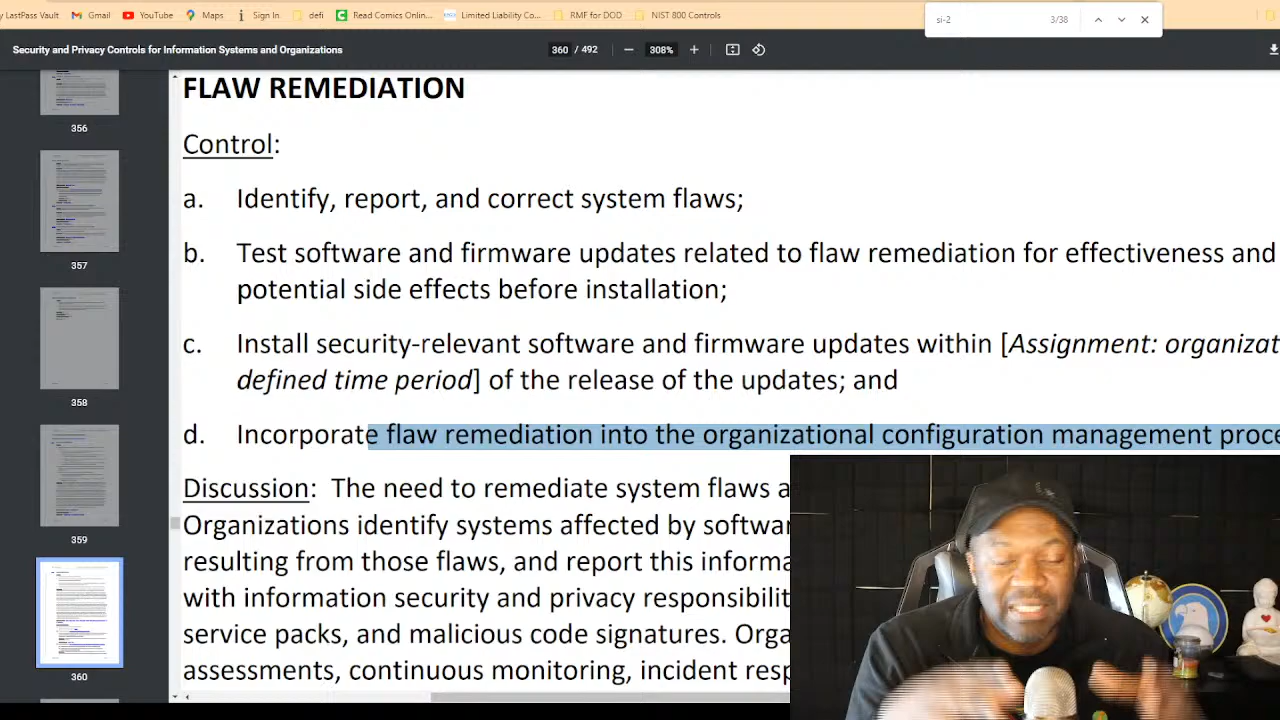 y LastPass Vault Gmail YouTube Maps Sign In defi Read Comics Onlin... Limited Liability Co... RMF for DOD NIST 800 Controls
si-2 3/38
Security and Privacy Controls for Information Systems and Organizations 360 / 492 308%
FLAW REMEDIATION
356
Control:
a. Identify, report, and correct system flaws;
b. Test software and firmware updates related to flaw remediation for effectiveness and
potential side effects before installation;
357
c. Install security-relevant software and firmware updates within [Assignment: organizat
defined time period] of the release of the updates; and
358
d. Incorporate flaw remediation into the organizational configuration management proce
Discussion: The need to remediate system flaws a
Organizations identify systems affected by softwar
359
resulting from those flaws, and report this informa
with information security and privacy responsibilit
service packs, and malicious code signatures. Orga
assessments, continuous monitoring, incident resp
360